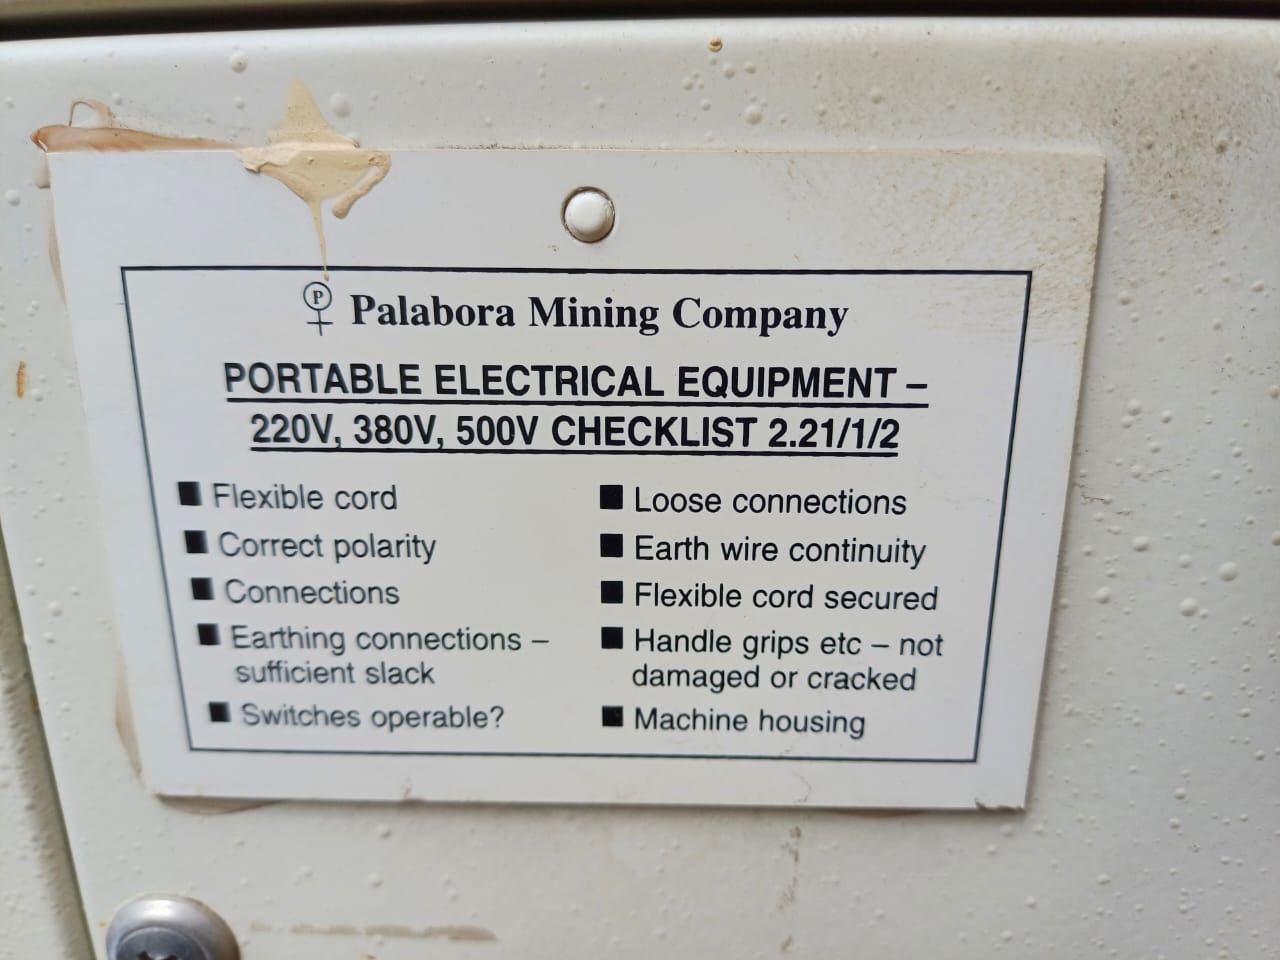 P Palabora Mining Company
PORTABLE ELECTRICAL EQUIPMENT –
220V, 380V, 500V CHECKLIST 2.21/1/2
■ Flexible cord
■ Correct polarity
■ Connections
■ Earthing connections –
sufficient slack
■ Switches operable?
■ Loose connections
■ Earth wire continuity
■ Flexible cord secured
■ Handle grips etc – not
damaged or cracked
■ Machine housing